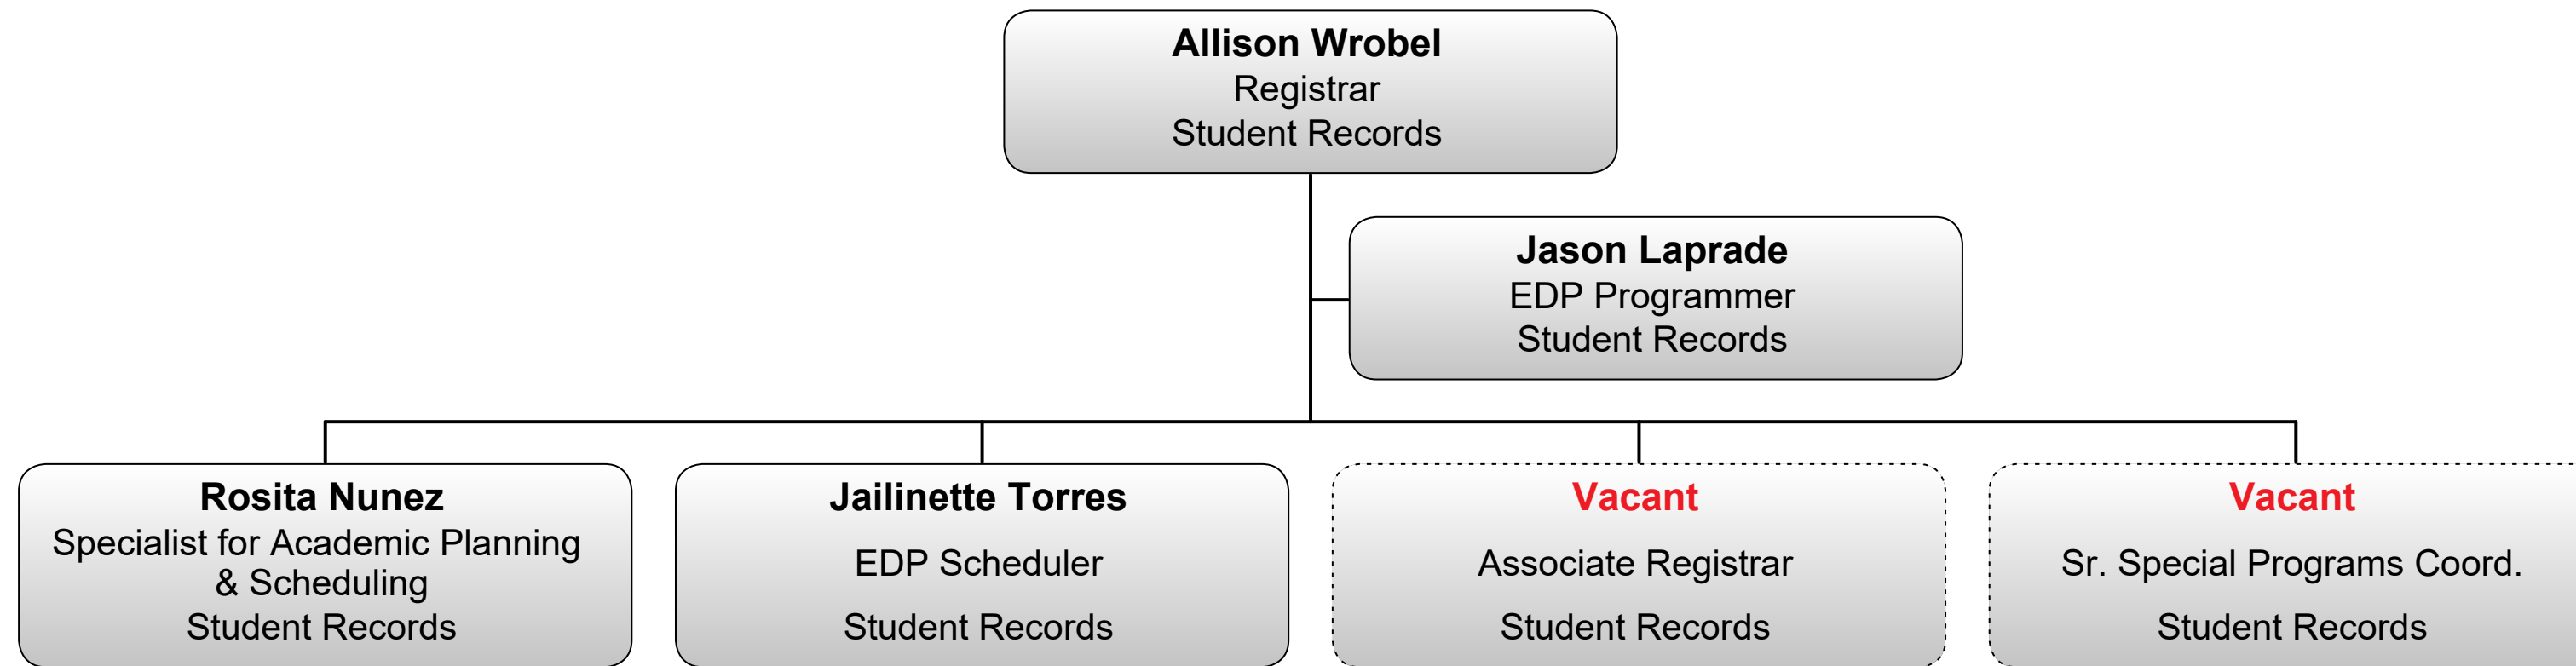 Allison Wrobel
Registrar
Student Records
Jason Laprade
EDP Programmer
Student Records
Rosita Nunez
Specialist for Academic Planning
& Scheduling
Student Records
Jailinette Torres
EDP Scheduler
Student Records
Vacant
Associate Registrar
Student Records
Vacant
Sr. Special Programs Coord.
Student Records